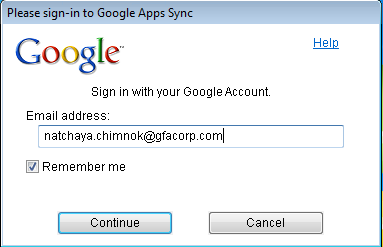 Please sign-in to Google Apps Sync
Google™
Help
Sign in with your Google Account.
Email address:
natchaya.chimnok@gfacorp.com
Remember me
Continue
Cancel